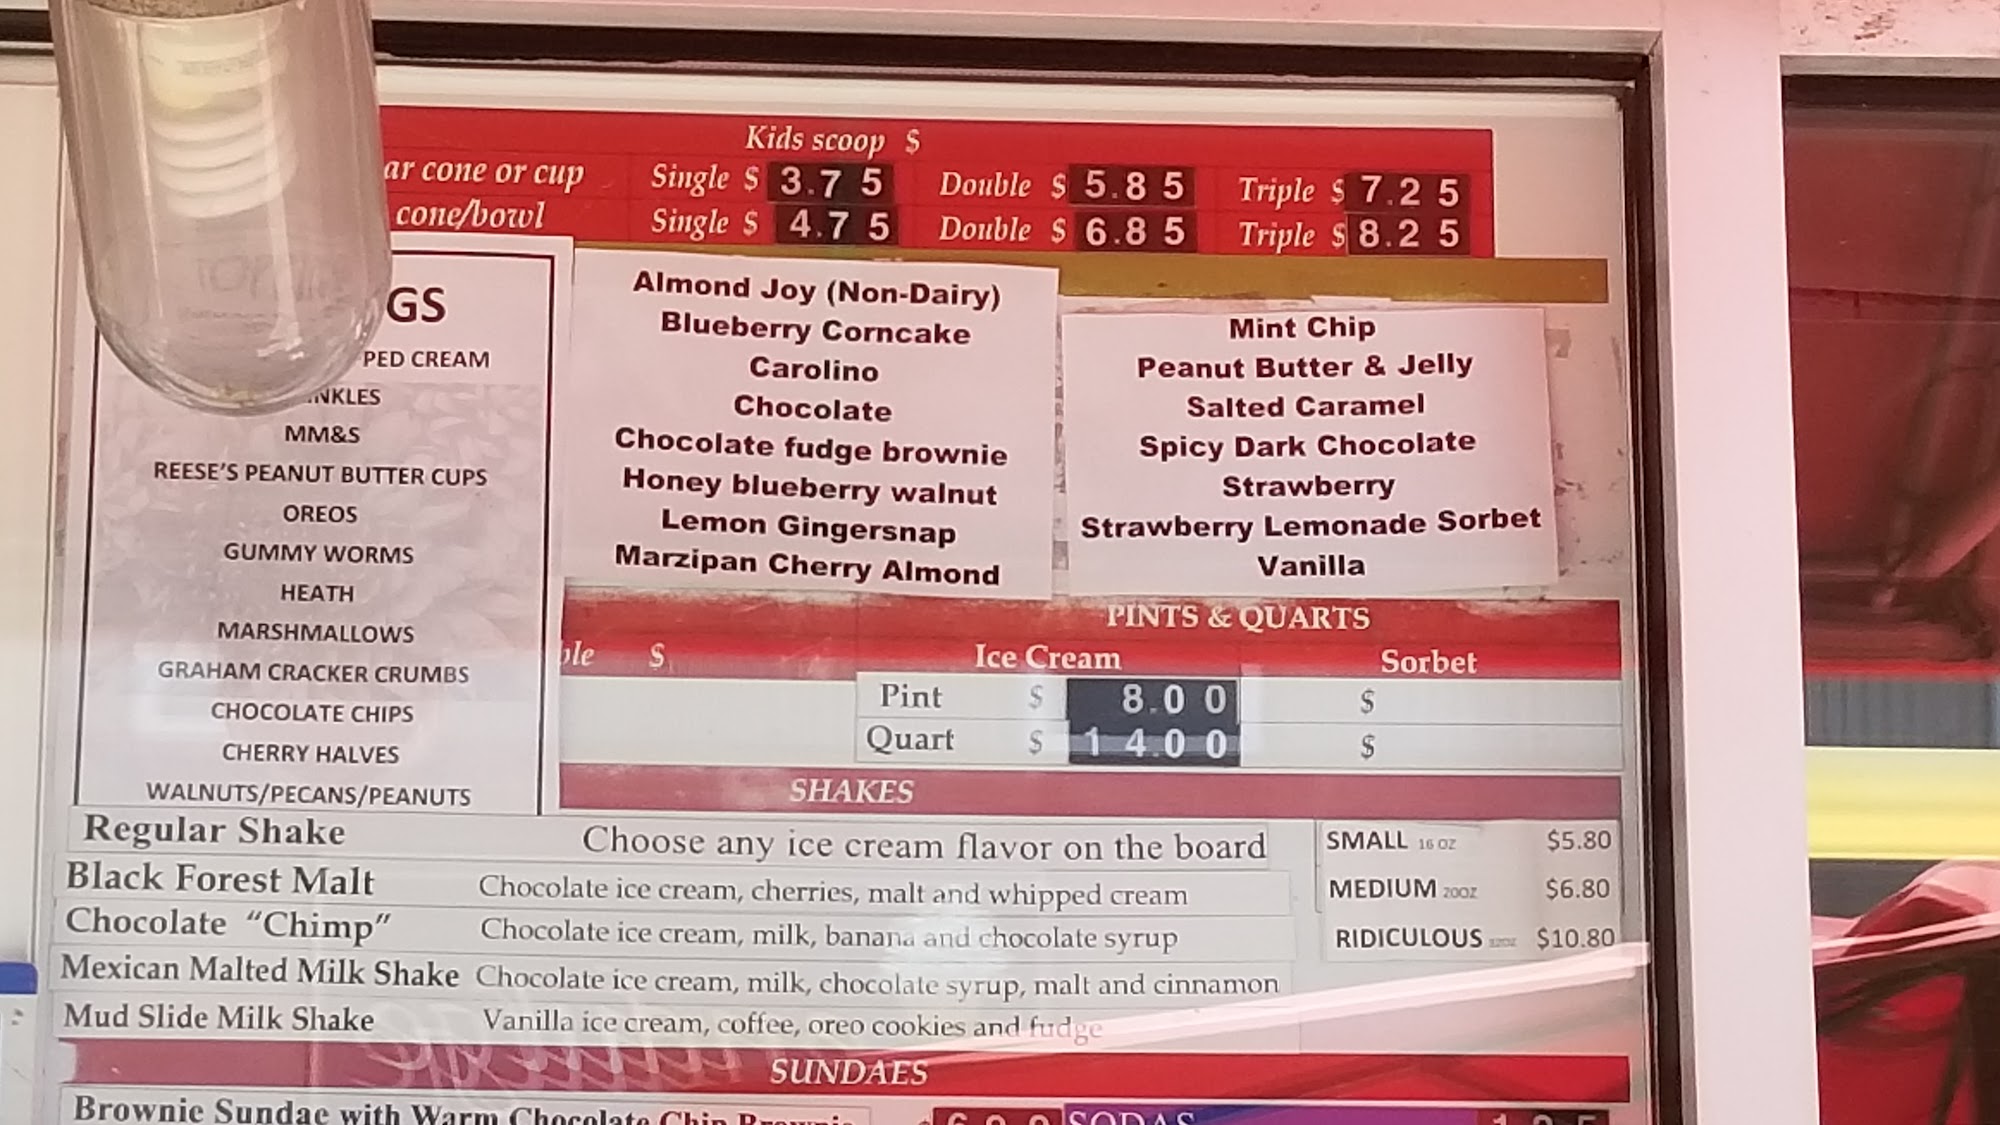 Kids scoop $
ar cone or cup Single $ 3.75 Double $ 5.85 Triple $ 7.25
cone/bowl Single $ 4.75 Double $ 6.85 Triple $ 8.25
GS
PED CREAM
NKLES
MM&S
REESE'S PEANUT BUTTER CUPS
OREOS
GUMMY WORMS
HEATH
MARSHMALLOWS
GRAHAM CRACKER CRUMBS
CHOCOLATE CHIPS
CHERRY HALVES
WALNUTS/PECANS/PEANUTS
Almond Joy (Non-Dairy)
Blueberry Corncake
Carolino
Chocolate
Chocolate fudge brownie
Honey blueberry walnut
Lemon Gingersnap
Marzipan Cherry Almond
Mint Chip
Peanut Butter & Jelly
Salted Caramel
Spicy Dark Chocolate
Strawberry
Strawberry Lemonade Sorbet
Vanilla
PINTS & QUARTS
ple $ Ice Cream Sorbet
Pint $ 8.00 $
Quart $ 14.00 $
SHAKES
Regular Shake Choose any ice cream flavor on the board
Black Forest Malt Chocolate ice cream, cherries, malt and whipped cream
Chocolate "Chimp" Chocolate ice cream, milk, banana and chocolate syrup
Mexican Malted Milk Shake Chocolate ice cream, milk, chocolate syrup, malt and cinnamon
Mud Slide Milk Shake Vanilla ice cream, coffee, oreo cookies and fudge
SMALL 16 OZ $5.80
MEDIUM 20OZ $6.80
RIDICULOUS 32OZ $10.80
SUNDAES
Brownie Sundae with Warm Chocolate Chip Brownie
SODAS